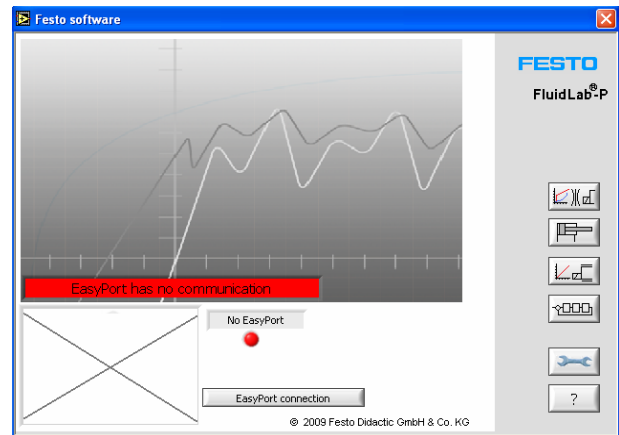 Festo software
FESTO
FluidLab®-P
EasyPort has no communication
No EasyPort
EasyPort connection
?
© 2009 Festo Didactic GmbH & Co. KG